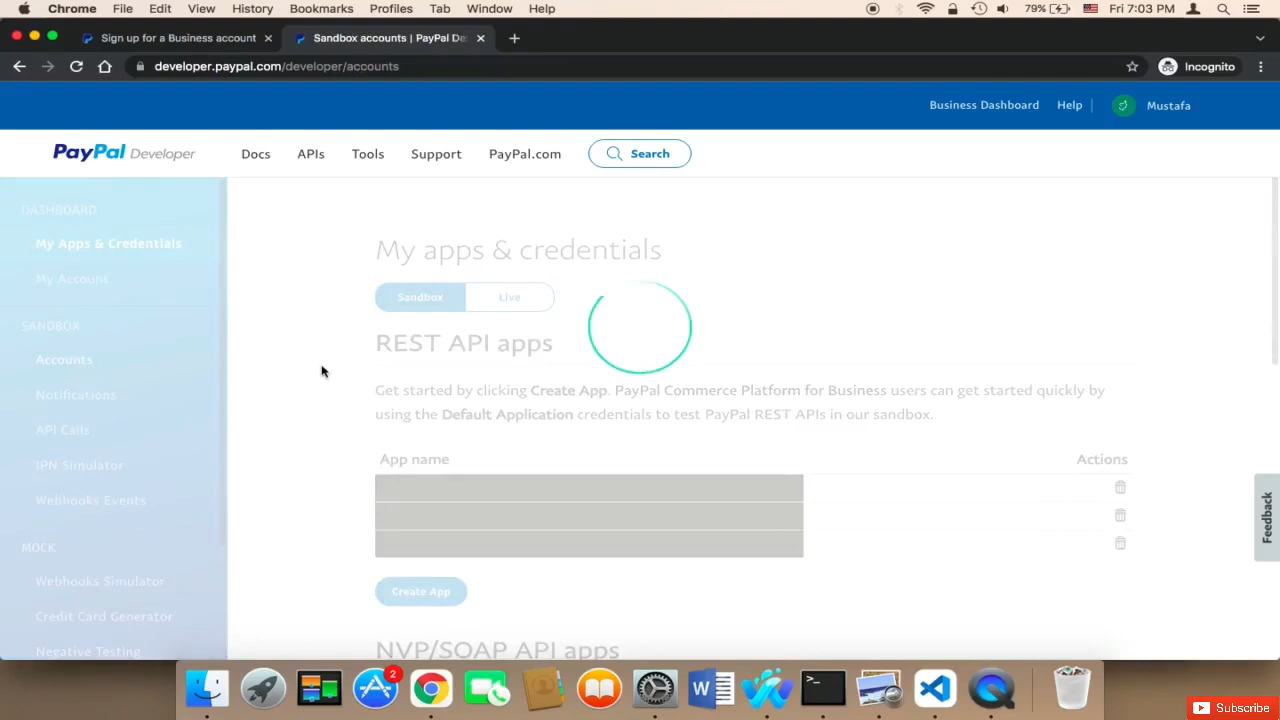 Chrome File Edit View History Bookmarks Profiles Tab Window Help 79% Fri 7:03 PM
Sign up for a Business account Sandbox accounts | PayPal De
developer.paypal.com/developer/accounts Incognito
Business Dashboard Help Mustafa
PayPal Developer Docs APIs Tools Support PayPal.com Search
DASHBOARD
My Apps & Credentials
My Account
SANDBOX
Accounts
Notifications
API Calls
IPN Simulator
Webhooks Events
MOCK
Webhooks Simulator
Credit Card Generator
Negative Testing
My apps & credentials
Sandbox Live
REST API apps
Get started by clicking Create App. PayPal Commerce Platform for Business users can get started quickly by
using the Default Application credentials to test PayPal REST APIs in our sandbox.
App name Actions
Create App
NVP/SOAP API apps
Feedback
2
Subscribe